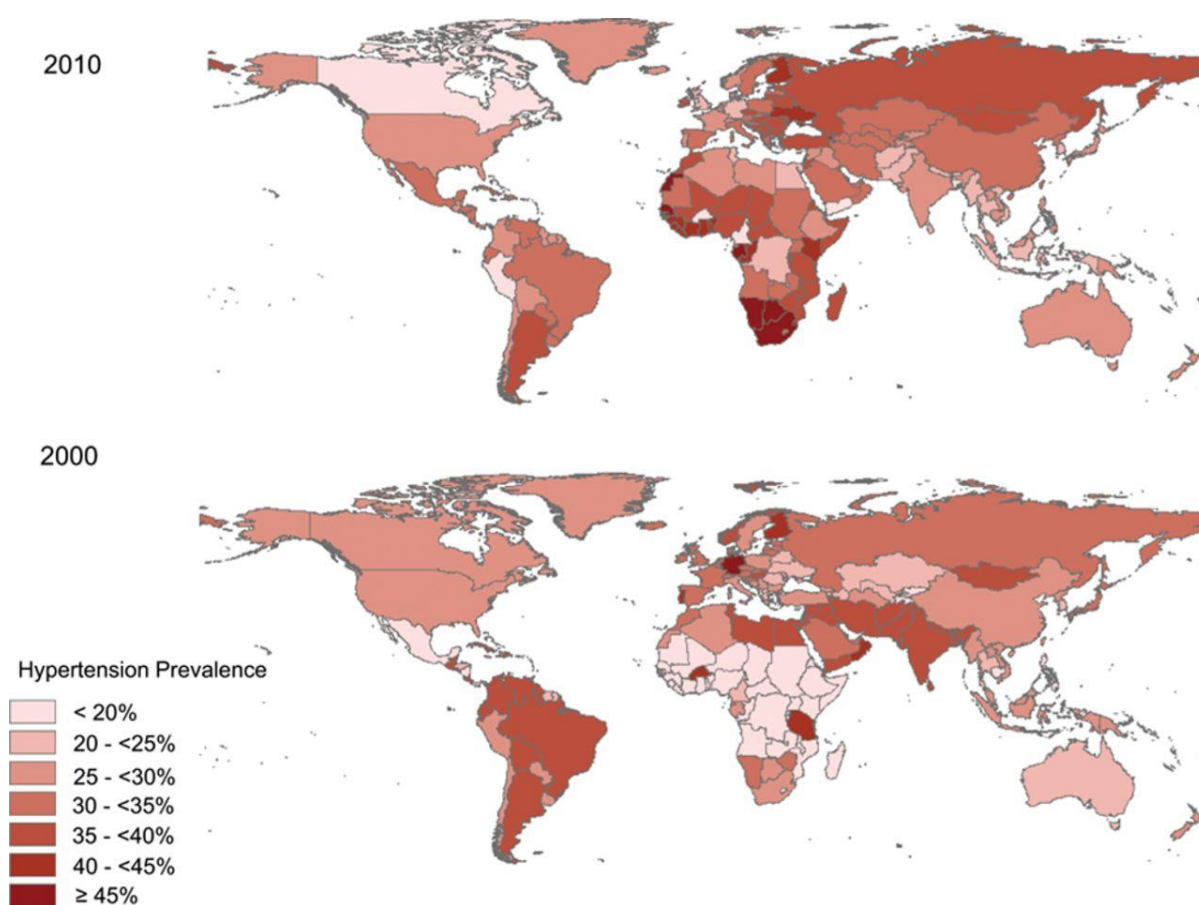 2010
2000
Hypertension Prevalence
< 20%
20 - <25%
25 - <30%
30 - <35%
35 - <40%
40 - <45%
≥ 45%